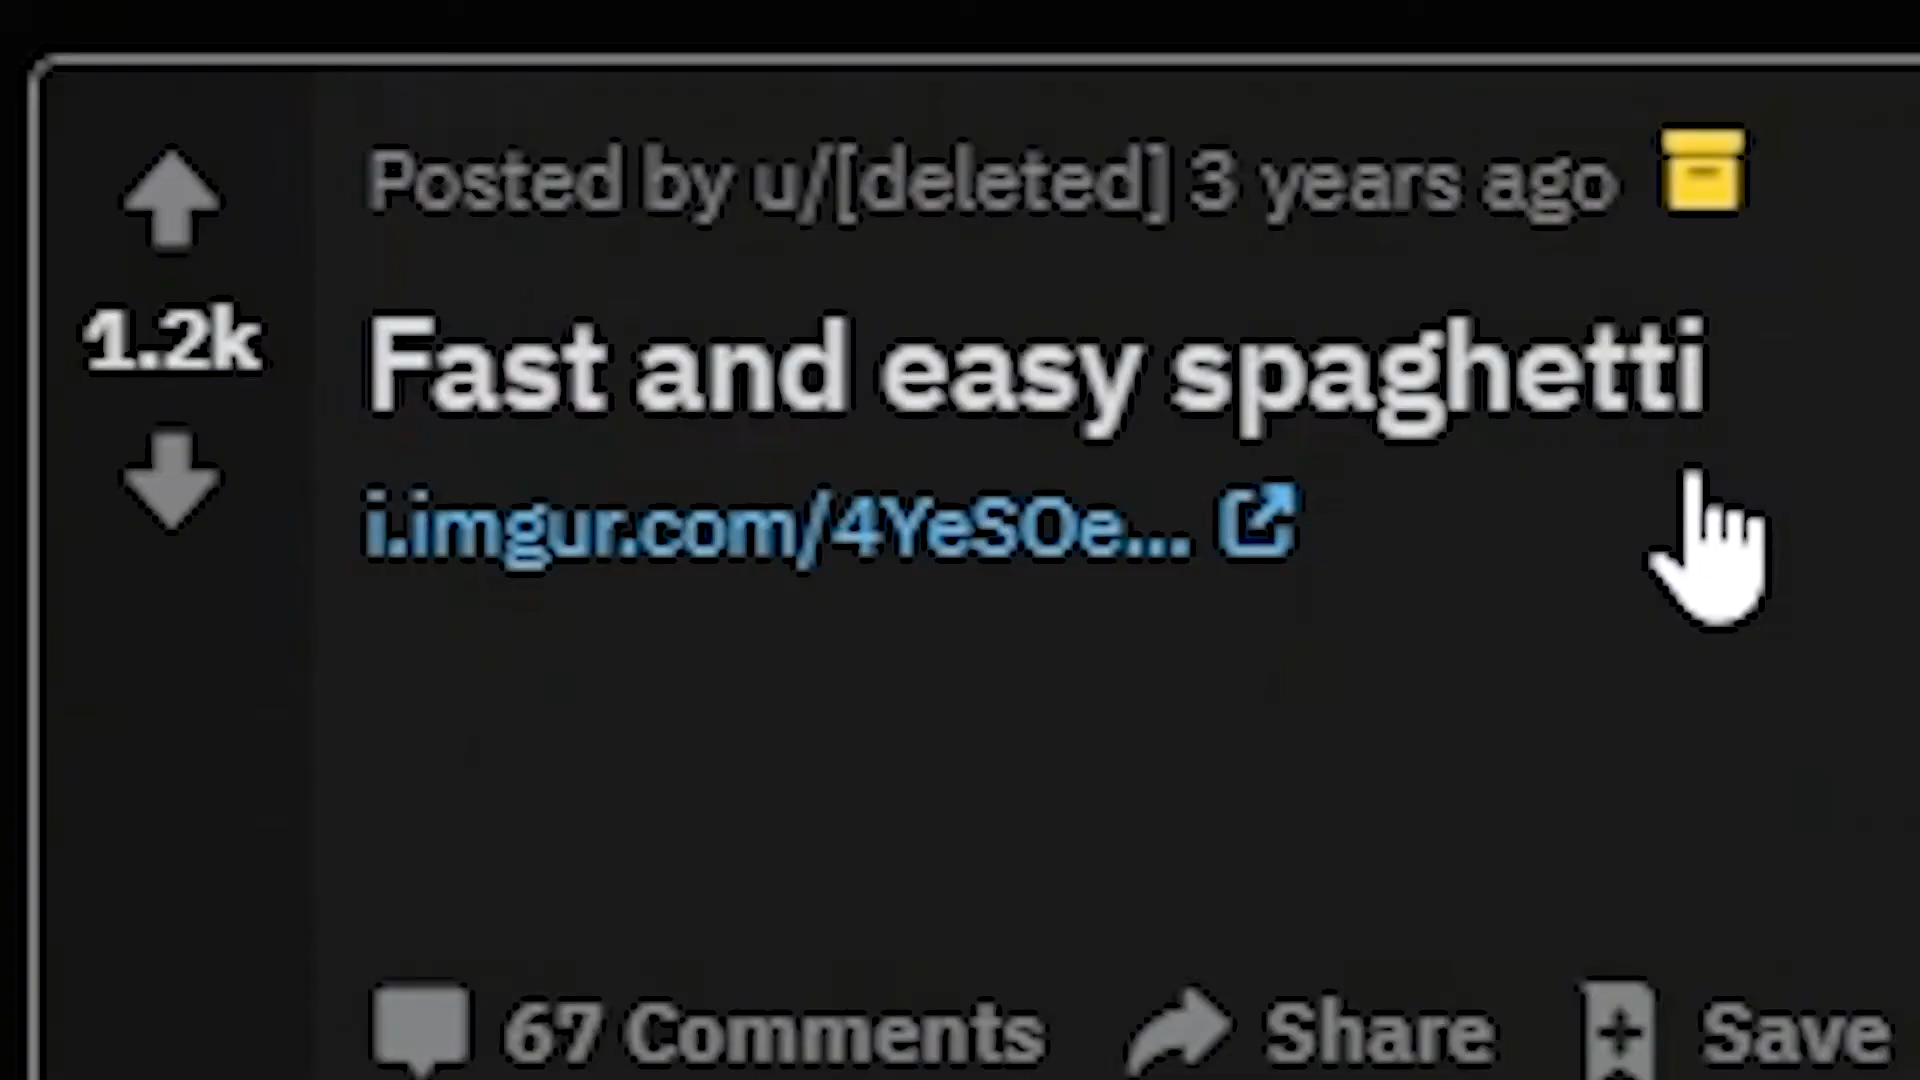 Posted by u/[deleted] 3 years ago
1.2k
Fast and easy spaghetti
i.imgur.com/4YeSOe...
67 Comments Share Save